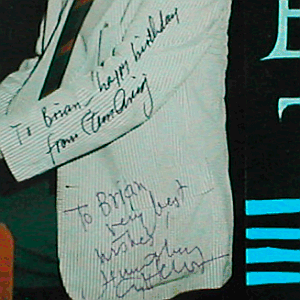 To Brian happy birthday
from
To Brian
very best
wishes